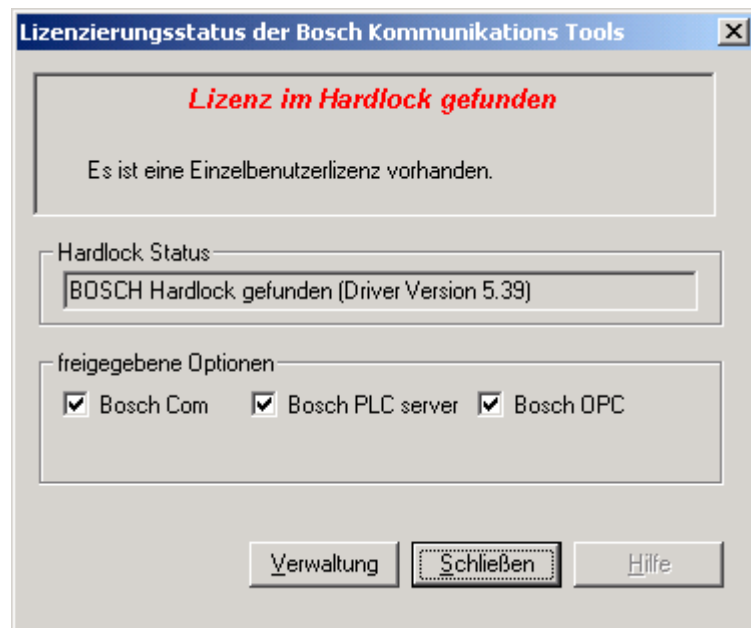 Lizenzierungsstatus der Bosch Kommunikations Tools
Lizenz im Hardlock gefunden
Es ist eine Einzelbenutzerlizenz vorhanden.
Hardlock Status
BOSCH Hardlock gefunden (Driver Version 5.39)
freigegebene Optionen
Bosch Com Bosch PLC server Bosch OPC
Verwaltung Schließen Hilfe